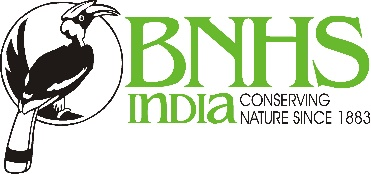 BNHS
INDIA CONSERVING
NATURE SINCE 1883